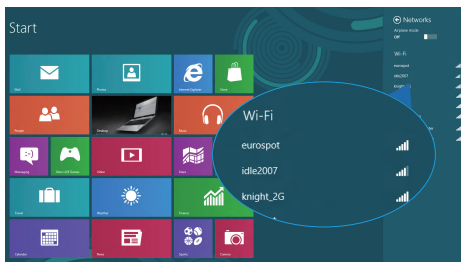 Start
Networks
Airplane mode
Off
Wi-Fi
eurospot
idle2007
knight
Mail
Photos
Internet Explorer
Store
People
Desktop
Music
Messaging
Xbox LIVE Games
Video
Maps
Travel
Weather
Finance
Calendar
News
Sports
Camera
Wi-Fi
eurospot
idle2007
knight_2G